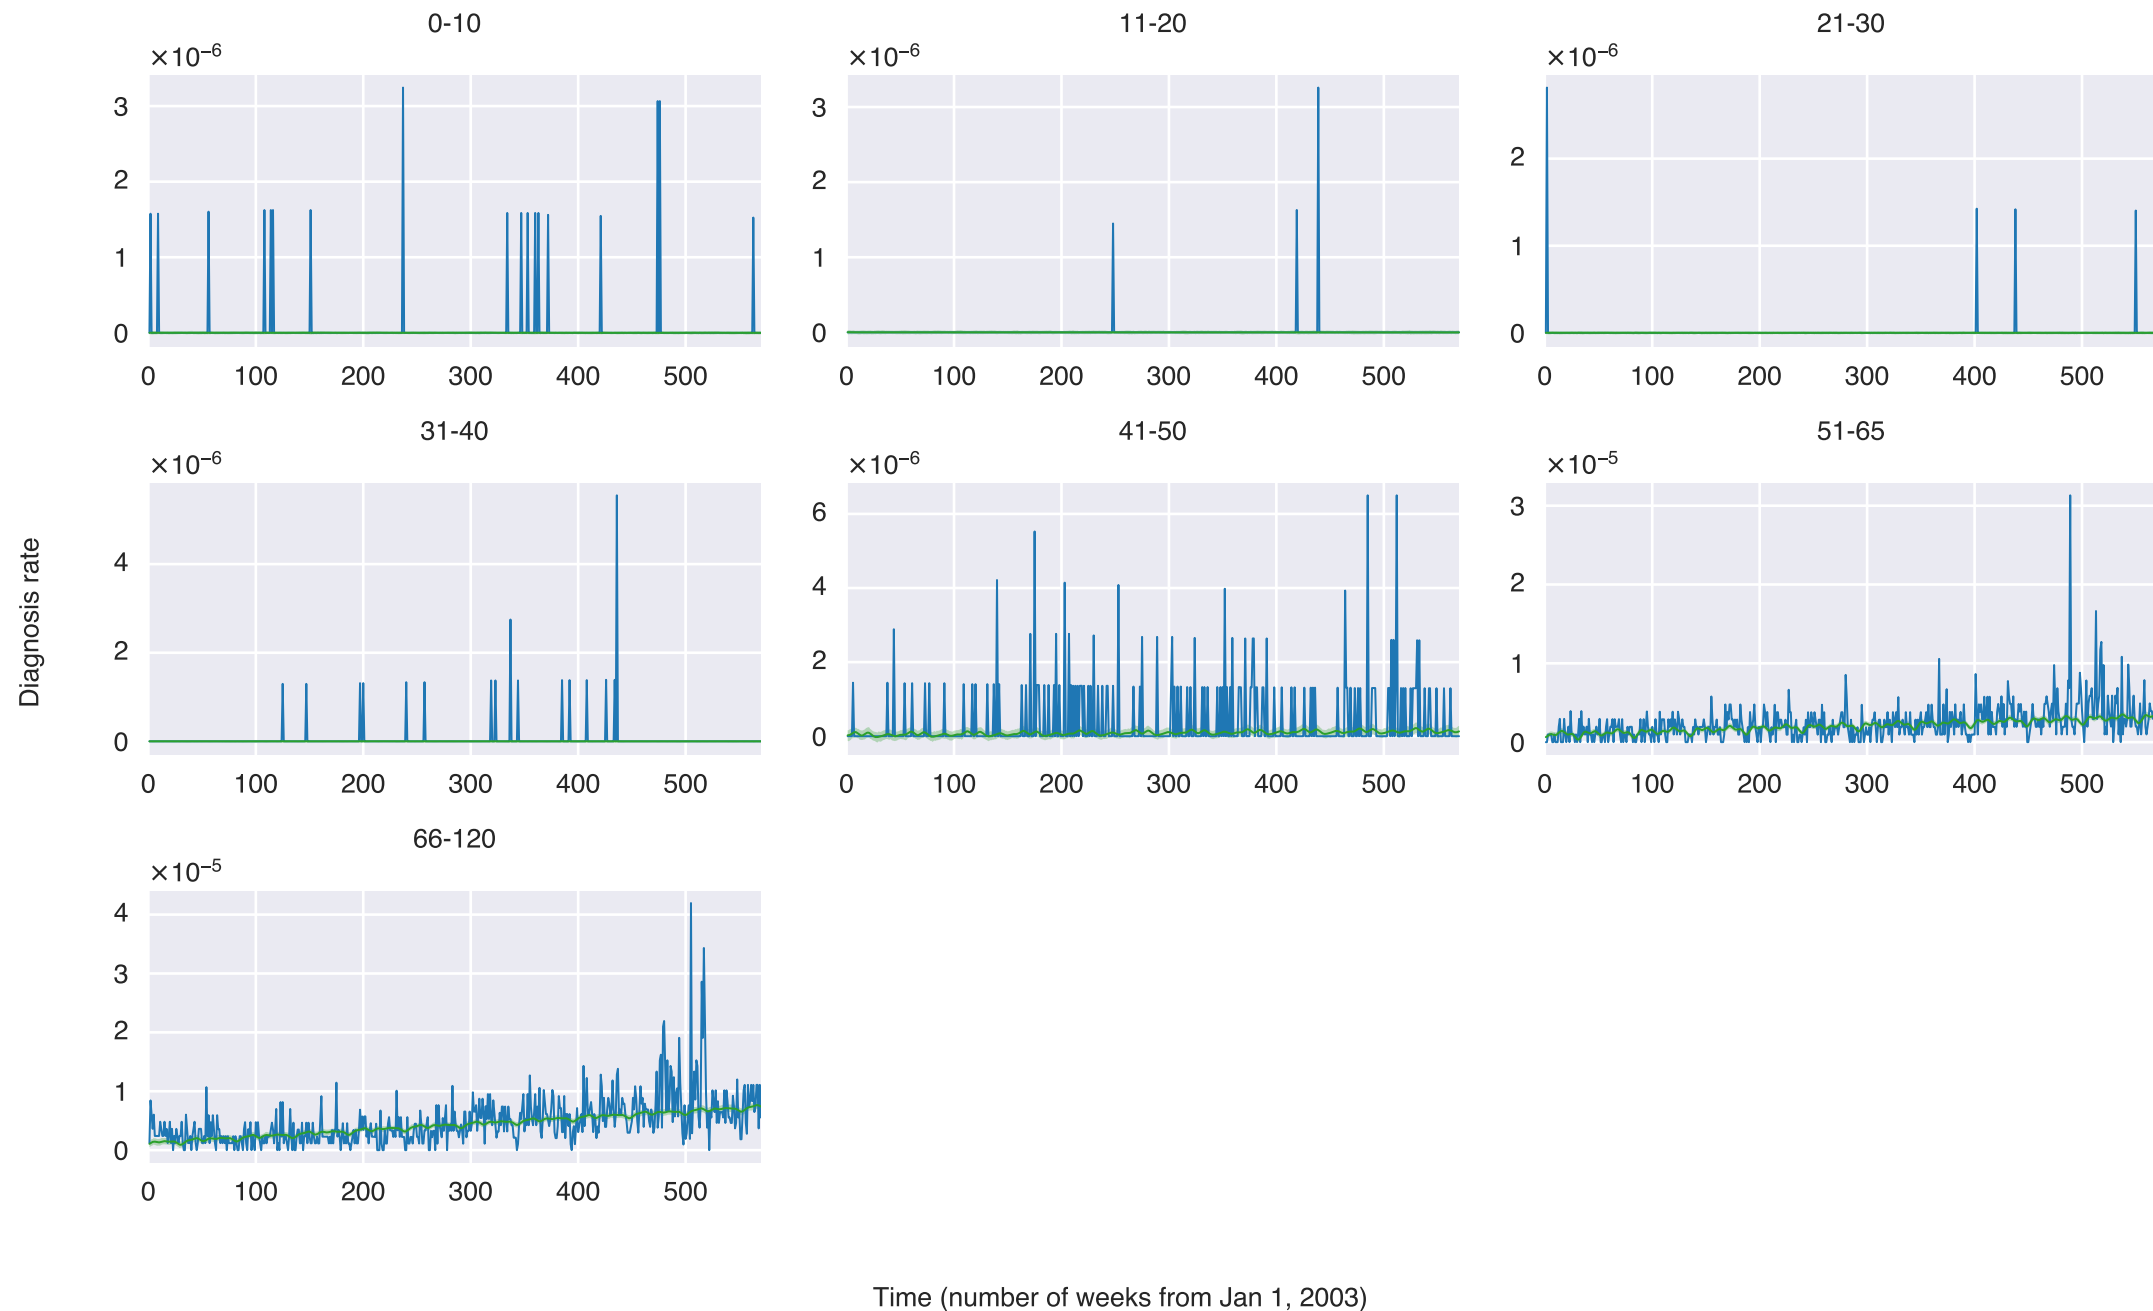 0-10 11-20 21-30
×10⁻⁶ ×10⁻⁶ ×10⁻⁶
3 3
2 2 2
1 1 1
0 0 0
0 100 200 300 400 500 0 100 200 300 400 500 0 100 200 300 400 500
31-40 41-50 51-65
×10⁻⁶ ×10⁻⁶ ×10⁻⁵
6 3
4 4 2
2 2 1
0 0 0
0 100 200 300 400 500 0 100 200 300 400 500 0 100 200 300 400 500
Diagnosis rate
66-120
×10⁻⁵
4
3
2
1
0
0 100 200 300 400 500
Time (number of weeks from Jan 1, 2003)